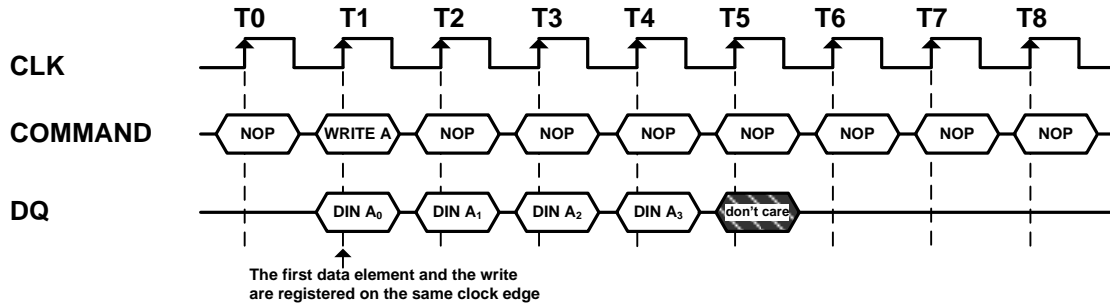 T0 T1 T2 T3 T4 T5 T6 T7 T8
CLK
COMMAND NOP WRITE A NOP NOP NOP NOP NOP NOP NOP
DQ DIN A0 DIN A1 DIN A2 DIN A3 don't care
The first data element and the write
are registered on the same clock edge